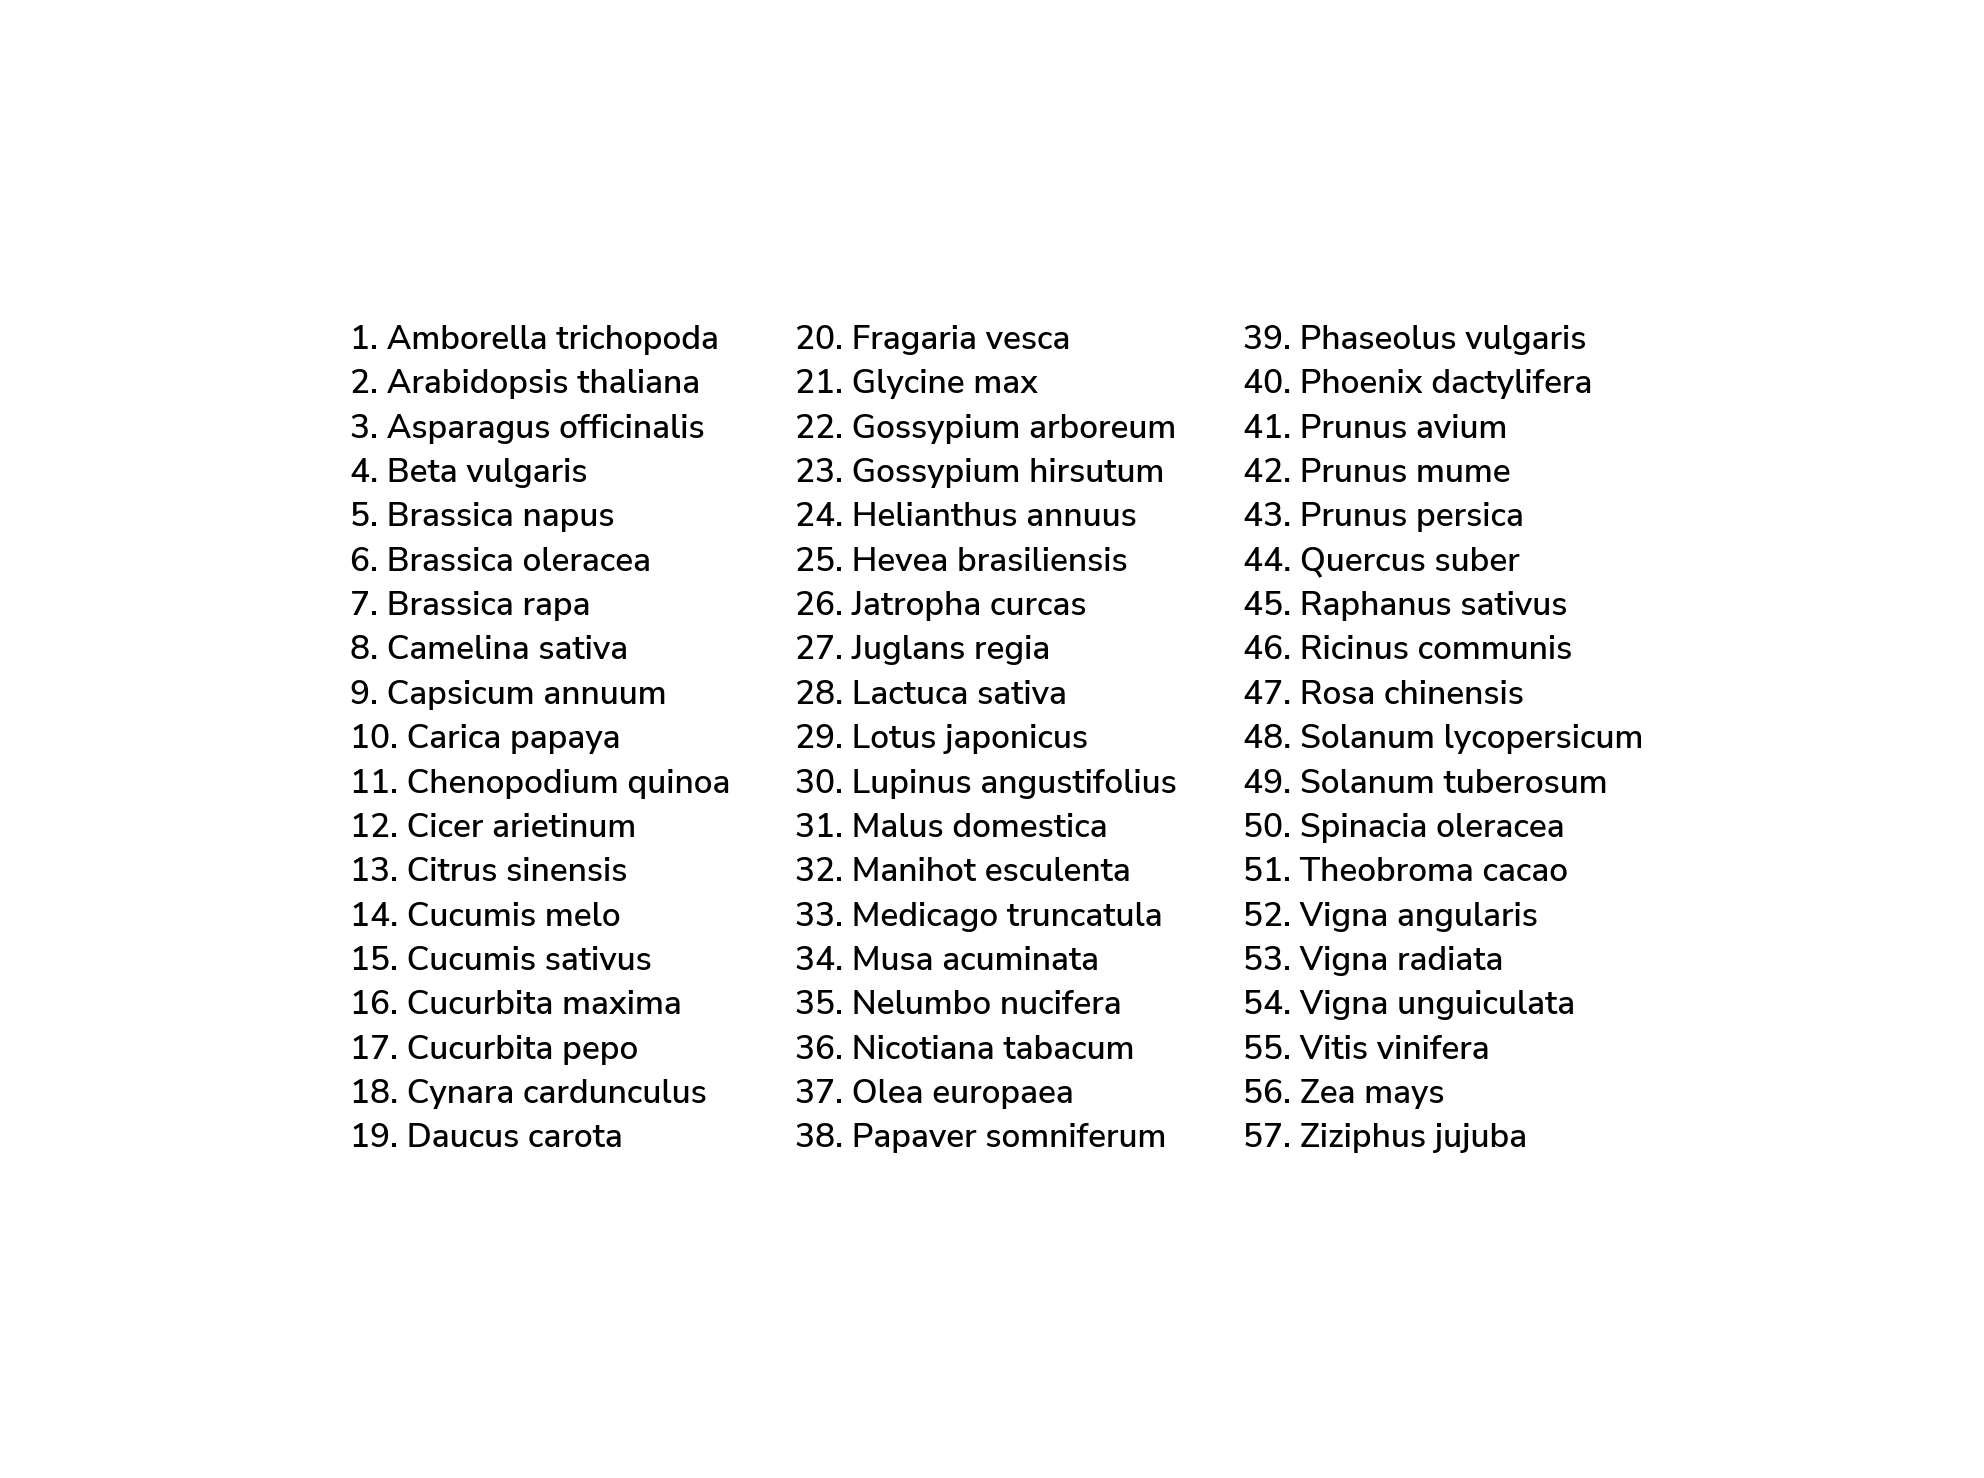 1. Amborella trichopoda
2. Arabidopsis thaliana
3. Asparagus officinalis
4. Beta vulgaris
5. Brassica napus
6. Brassica oleracea
7. Brassica rapa
8. Camelina sativa
9. Capsicum annuum
10. Carica papaya
11. Chenopodium quinoa
12. Cicer arietinum
13. Citrus sinensis
14. Cucumis melo
15. Cucumis sativus
16. Cucurbita maxima
17. Cucurbita pepo
18. Cynara cardunculus
19. Daucus carota
20. Fragaria vesca
21. Glycine max
22. Gossypium arboreum
23. Gossypium hirsutum
24. Helianthus annuus
25. Hevea brasiliensis
26. Jatropha curcas
27. Juglans regia
28. Lactuca sativa
29. Lotus japonicus
30. Lupinus angustifolius
31. Malus domestica
32. Manihot esculenta
33. Medicago truncatula
34. Musa acuminata
35. Nelumbo nucifera
36. Nicotiana tabacum
37. Olea europaea
38. Papaver somniferum
39. Phaseolus vulgaris
40. Phoenix dactylifera
41. Prunus avium
42. Prunus mume
43. Prunus persica
44. Quercus suber
45. Raphanus sativus
46. Ricinus communis
47. Rosa chinensis
48. Solanum lycopersicum
49. Solanum tuberosum
50. Spinacia oleracea
51. Theobroma cacao
52. Vigna angularis
53. Vigna radiata
54. Vigna unguiculata
55. Vitis vinifera
56. Zea mays
57. Ziziphus jujuba